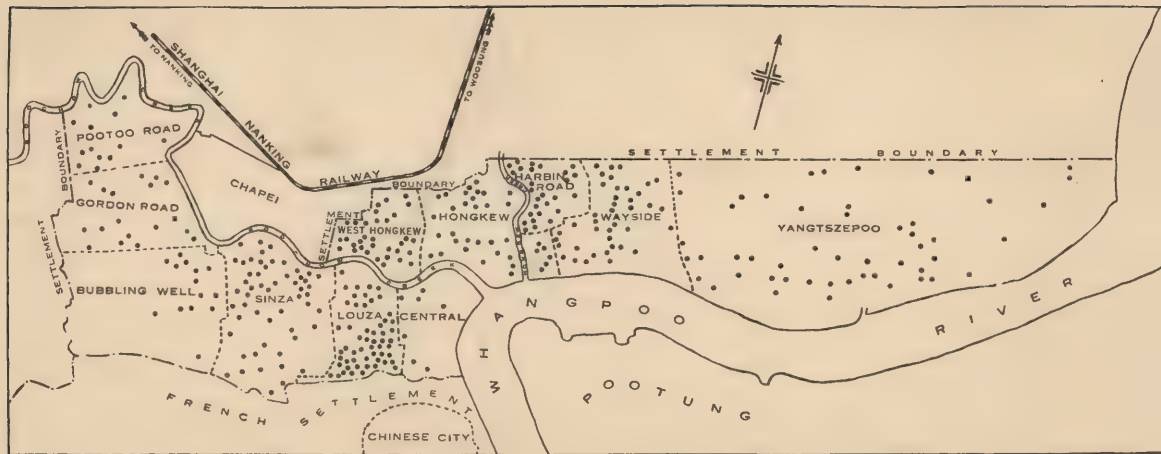 SHANGHAI
NANKING
RAILWAY
TO NANKING
TO WOOSUNG
POOTOO ROAD
BOUNDARY
SETTLEMENT
GORDON ROAD
CHAPEI
BUBBLING WELL
SINZA
SETTLEMENT
BOUNDARY
WEST HONGKEW
HONGKEW
HARBIN
ROAD
WAYSIDE
SETTLEMENT BOUNDARY
YANGTSZEPOO
LOUZA
CENTRAL
HWANGPOO RIVER
POOTUNG
FRENCH SETTLEMENT
CHINESE CITY